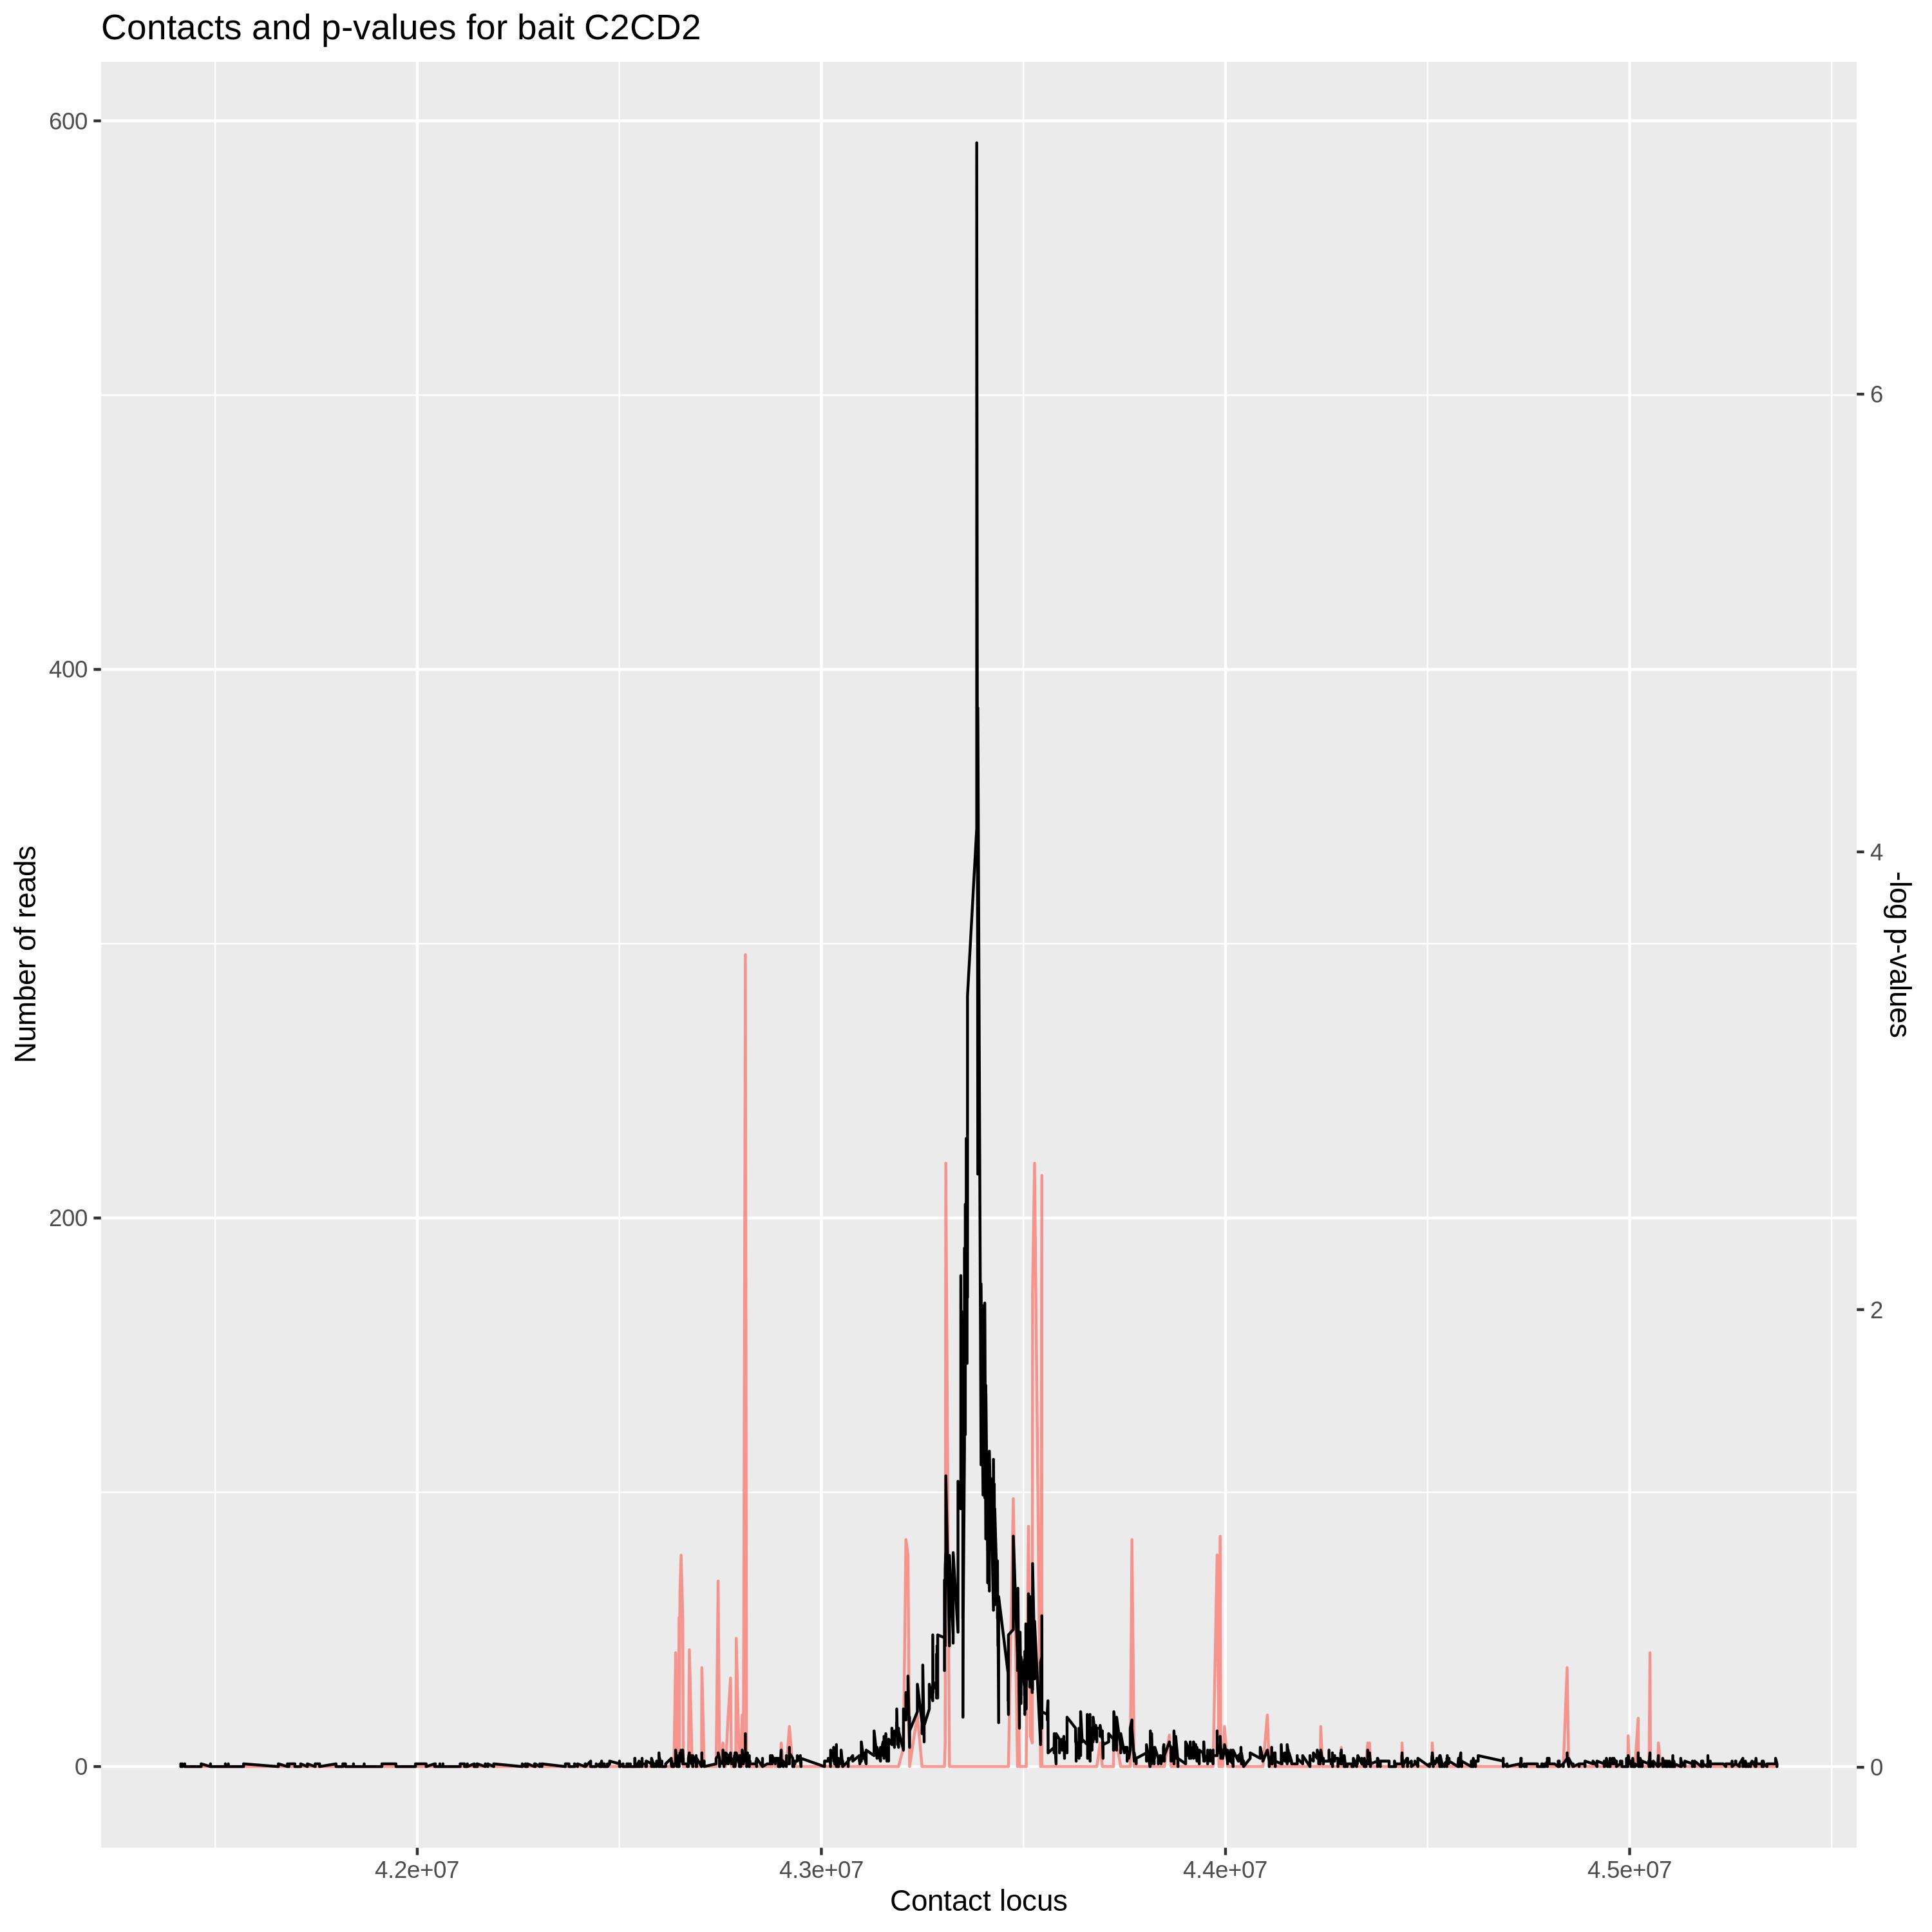 Contacts and p-values for bait C2CD2
600
400
200
0
Number of reads
6
4
2
0
-log p-values
4.2e+07
4.3e+07
4.4e+07
4.5e+07
Contact locus